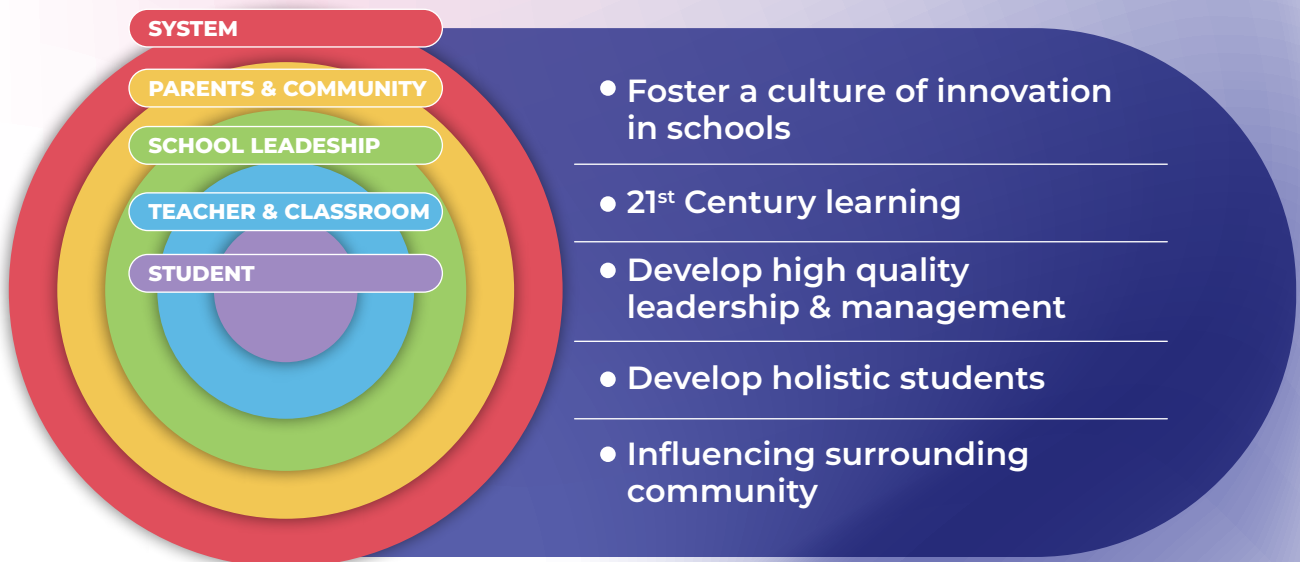 SYSTEM
PARENTS & COMMUNITY
SCHOOL LEADESHIP
TEACHER & CLASSROOM
STUDENT
● Foster a culture of innovation
in schools
● 21st Century learning
● Develop high quality
leadership & management
● Develop holistic students
● Influencing surrounding
community